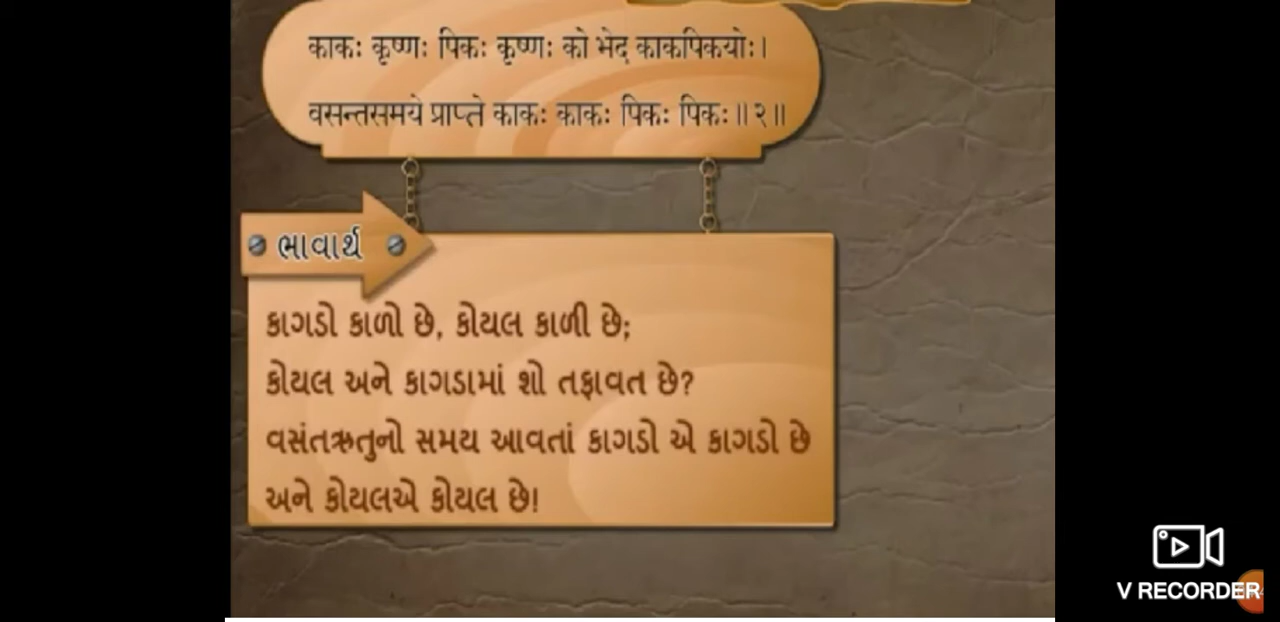 काकः कृष्णः पिकः कृष्णः को भेद काकपिकयोः।
वसन्तसमये प्राप्ते काकः काकः पिकः पिकः॥२॥
ભાવાર્થ
કાગડો કાળો છે, કોયલ કાળી છે;
કોયલ અને કાગડામાં શો તફાવત છે?
વસંતઋતુનો સમય આવતાં કાગડો એ કાગડો છે
અને કોયલએ કોયલ છે!
V RECORDER